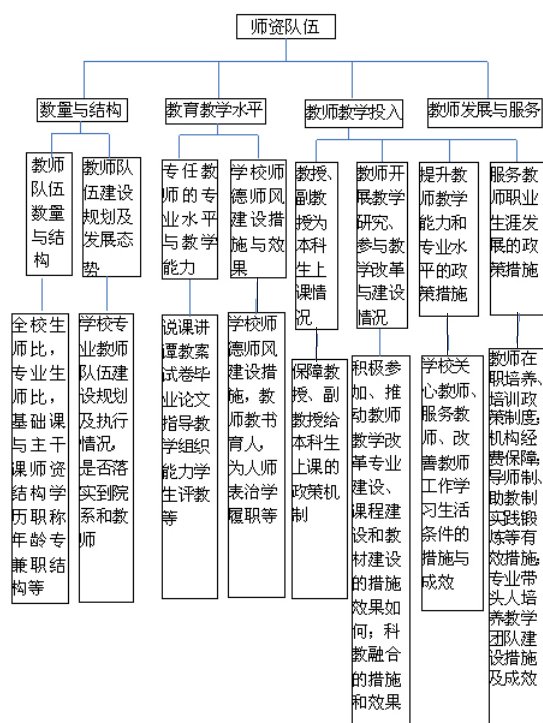 师资队伍
数量与结构
教育教学水平
教师教学投入
教师发展与服务
教师
队伍
数量
与结
构
教师队
伍建设
规划及
发展态
势
专任教
师的专
业水平
与教学
能力
学校师
德师风
建设措
施与效
果
教授、
副教
授为
本科
生上
课情
况
教师开
展教学
研究、参
与教学
改革与
建设情
况
提升教
师教学
能力和
专业水
平的政
策措施
服务教
师职业
生涯发
展的政
策措施
全校生
师比，
专业生
师比，
基础课
与主干
课师资
结构学
历职称
年龄专
兼职结
构等
学校专
业教师
队伍建
设规划
及执行
情况，
是否落
实到院
系和教
师
说课讲
谭教案
试卷毕
业论文
指导教
学组织
能力学
生评教
等
学校师
德师风
建设措
施，教
师教书
育人，
为人师
表治学
履职等
保障教
授、副
教授给
本科生
上课的
政策机
制
积极参
加、推
动教师
教学改
革专业
建设、
课程建
设和教
材建设
的措施
效果如
何；科
教融合
的措施
和效果
学校关
心教师、
服务教
师、改
善教师
工作学
习生活
条件的
措施与
成效
教师在
职培养、
培训政
策制度；
机构经
费保障；
导师制、
助教制
实践锻
炼等有
效措施；
专业带
头人培
养教学
团队建
设措施
及成效